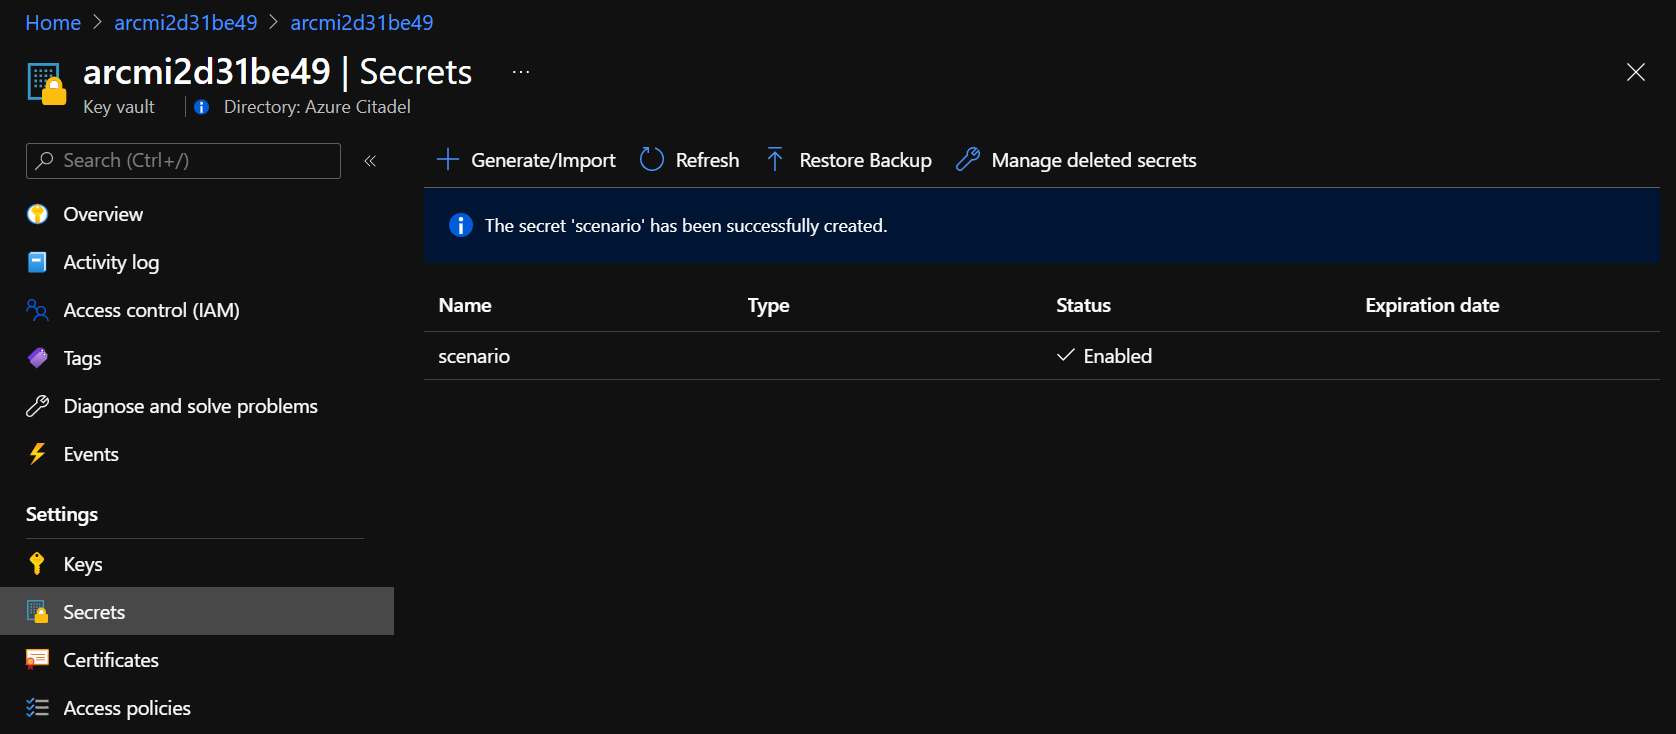 Home > arcmi2d31be49 > arcmi2d31be49
arcmi2d31be49 | Secrets ...
Key vault | Directory: Azure Citadel
Search (Ctrl+/) «
Generate/Import Refresh Restore Backup Manage deleted secrets
Overview
The secret 'scenario' has been successfully created.
Activity log
Access control (IAM)
Name Type Status Expiration date
Tags
scenario Enabled
Diagnose and solve problems
Events
Settings
Keys
Secrets
Certificates
Access policies